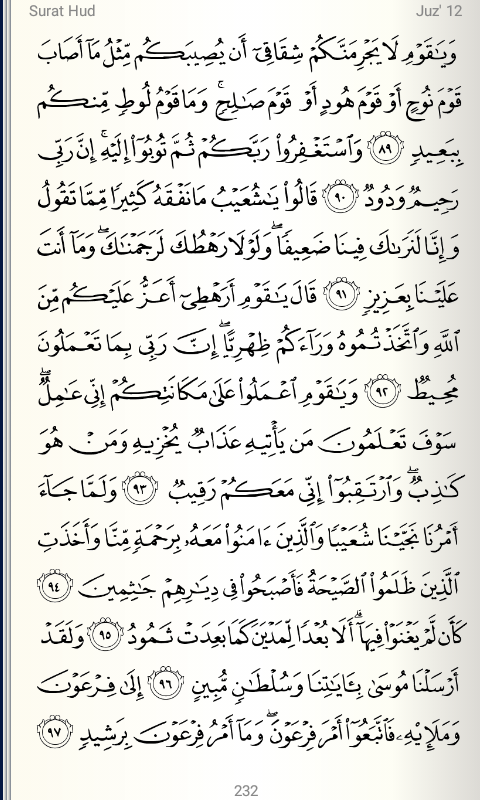 Surat Hud
Juz' 12
وَيَٰقَوْمِ لَا يَجْرِمَنَّكُمْ شِقَاقِىٓ أَن يُصِيبَكُم مِّثْلُ مَآ أَصَابَ
قَوْمَ نُوحٍ أَوْ قَوْمَ هُودٍ أَوْ قَوْمَ صَٰلِحٍ ۚ وَمَا قَوْمُ لُوطٍ مِّنكُم
بِبَعِيدٍ ٨٩ وَٱسْتَغْفِرُوا۟ رَبَّكُمْ ثُمَّ تُوبُوٓا۟ إِلَيْهِ ۚ إِنَّ رَبِّى
رَحِيمٌ وَدُودٌ ٩٠ قَالُوا۟ يَٰشُعَيْبُ مَا نَفْقَهُ كَثِيرًا مِّمَّا تَقُولُ
وَإِنَّا لَنَرَىٰكَ فِينَا ضَعِيفًا ۖ وَلَوْلَا رَهْطُكَ لَرَجَمْنَٰكَ ۖ وَمَآ أَنتَ
عَلَيْنَا بِعَزِيزٍ ٩١ قَالَ يَٰقَوْمِ أَرَهْطِىٓ أَعَزُّ عَلَيْكُم مِّنَ
ٱللَّهِ وَٱتَّخَذْتُمُوهُ وَرَآءَكُمْ ظِهْرِيًّا ۖ إِنَّ رَبِّى بِمَا تَعْمَلُونَ
مُحِيطٌ ٩٢ وَيَٰقَوْمِ ٱعْمَلُوا۟ عَلَىٰ مَكَانَتِكُمْ إِنِّى عَٰمِلٌ ۖ
سَوْفَ تَعْلَمُونَ مَن يَأْتِيهِ عَذَابٌ يُخْزِيهِ وَمَنْ هُوَ
كَٰذِبٌ ۖ وَٱرْتَقِبُوٓا۟ إِنِّى مَعَكُمْ رَقِيبٌ ٩٣ وَلَمَّا جَآءَ
أَمْرُنَا نَجَّيْنَا شُعَيْبًا وَٱلَّذِينَ ءَامَنُوا۟ مَعَهُۥ بِرَحْمَةٍ مِّنَّا وَأَخَذَتِ
ٱلَّذِينَ ظَلَمُوا۟ ٱلصَّيْحَةُ فَأَصْبَحُوا۟ فِى دِيَٰرِهِمْ جَٰثِمِينَ ٩٤
كَأَن لَّمْ يَغْنَوْا۟ فِيهَآ ۗ أَلَا بُعْدًا لِّمَدْيَنَ كَمَا بَعِدَتْ ثَمُودُ ٩٥ وَلَقَدْ
أَرْسَلْنَا مُوسَىٰ بِـَٔايَٰتِنَا وَسُلْطَٰنٍ مُّبِينٍ ٩٦ إِلَىٰ فِرْعَوْنَ
وَمَلَإِي۟هِۦ فَٱتَّبَعُوٓا۟ أَمْرَ فِرْعَوْنَ ۖ وَمَآ أَمْرُ فِرْعَوْنَ بِرَشِيدٍ ٩٧
232